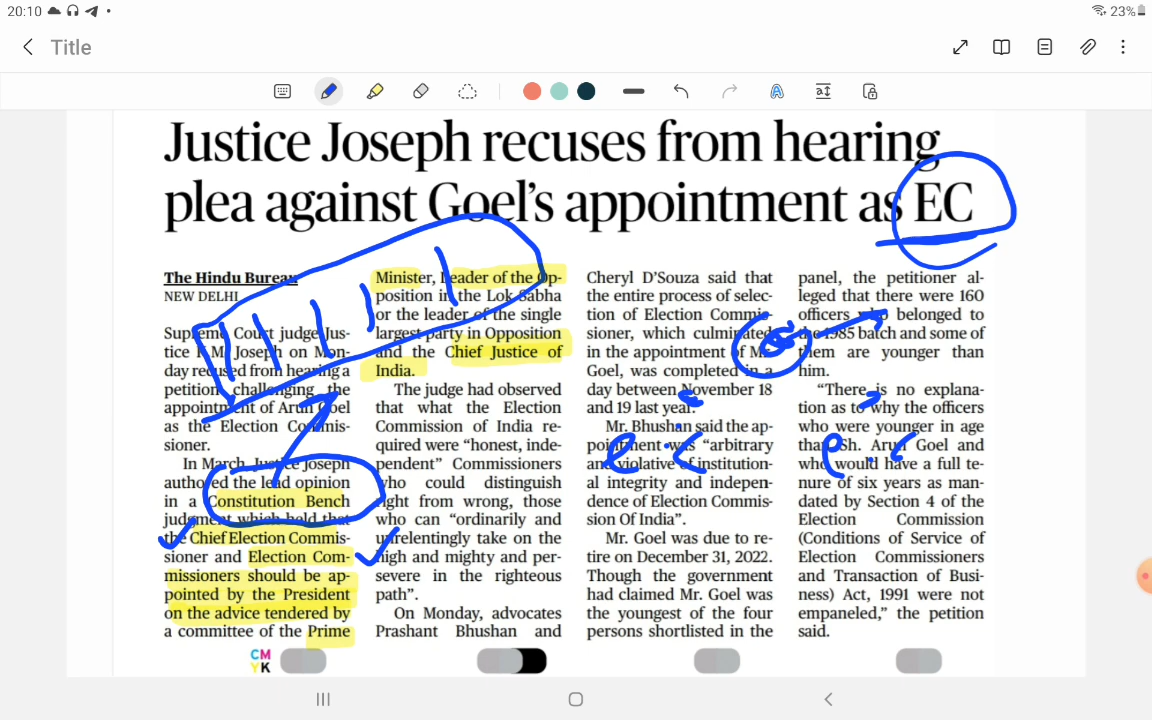 20:10
23%
Title
Justice Joseph recuses from hearing
plea against Goel's appointment as EC
The Hindu Bureau
NEW DELHI
Supreme Court judge Jus-
tice K.M. Joseph on Mon-
day recused from hearing a
petition challenging the
appointment of Arun Goel
as the Election Commis-
sioner.
In March, Justice Joseph
authored the lead opinion
in a Constitution Bench
judgment which held that
the Chief Election Commis-
sioner and Election Com-
missioners should be ap-
pointed by the President
on the advice tendered by
a committee of the Prime
Minister, Leader of the Op-
position in the Lok Sabha
or the leader of the single
largest party in Opposition
and the Chief Justice of
India.
The judge had observed
that what the Election
Commission of India re-
quired were “honest, inde-
pendent” Commissioners
who could distinguish
right from wrong, those
who can “ordinarily and
unrelentingly take on the
high and mighty and per-
severe in the righteous
path”.
On Monday, advocates
Prashant Bhushan and
Cheryl D'Souza said that
the entire process of selec-
tion of Election Commis-
sioner, which culminated
in the appointment of Mr.
Goel, was completed in a
day between November 18
and 19 last year.
Mr. Bhushan said the ap-
pointment was “arbitrary
and violative of institution-
al integrity and indepen-
dence of Election Commis-
sion Of India”.
Mr. Goel was due to re-
tire on December 31, 2022.
Though the government
had claimed Mr. Goel was
the youngest of the four
persons shortlisted in the
panel, the petitioner al-
leged that there were 160
officers who belonged to
the 1985 batch and some of
them are younger than
him.
“There is no explana-
tion as to why the officers
who were younger in age
than Sh. Arun Goel and
who would have a full te-
nure of six years as man-
dated by Section 4 of the
Election Commission
(Conditions of Service of
Election Commissioners
and Transaction of Busi-
ness) Act, 1991 were not
empaneled,” the petition
said.
CM
YK